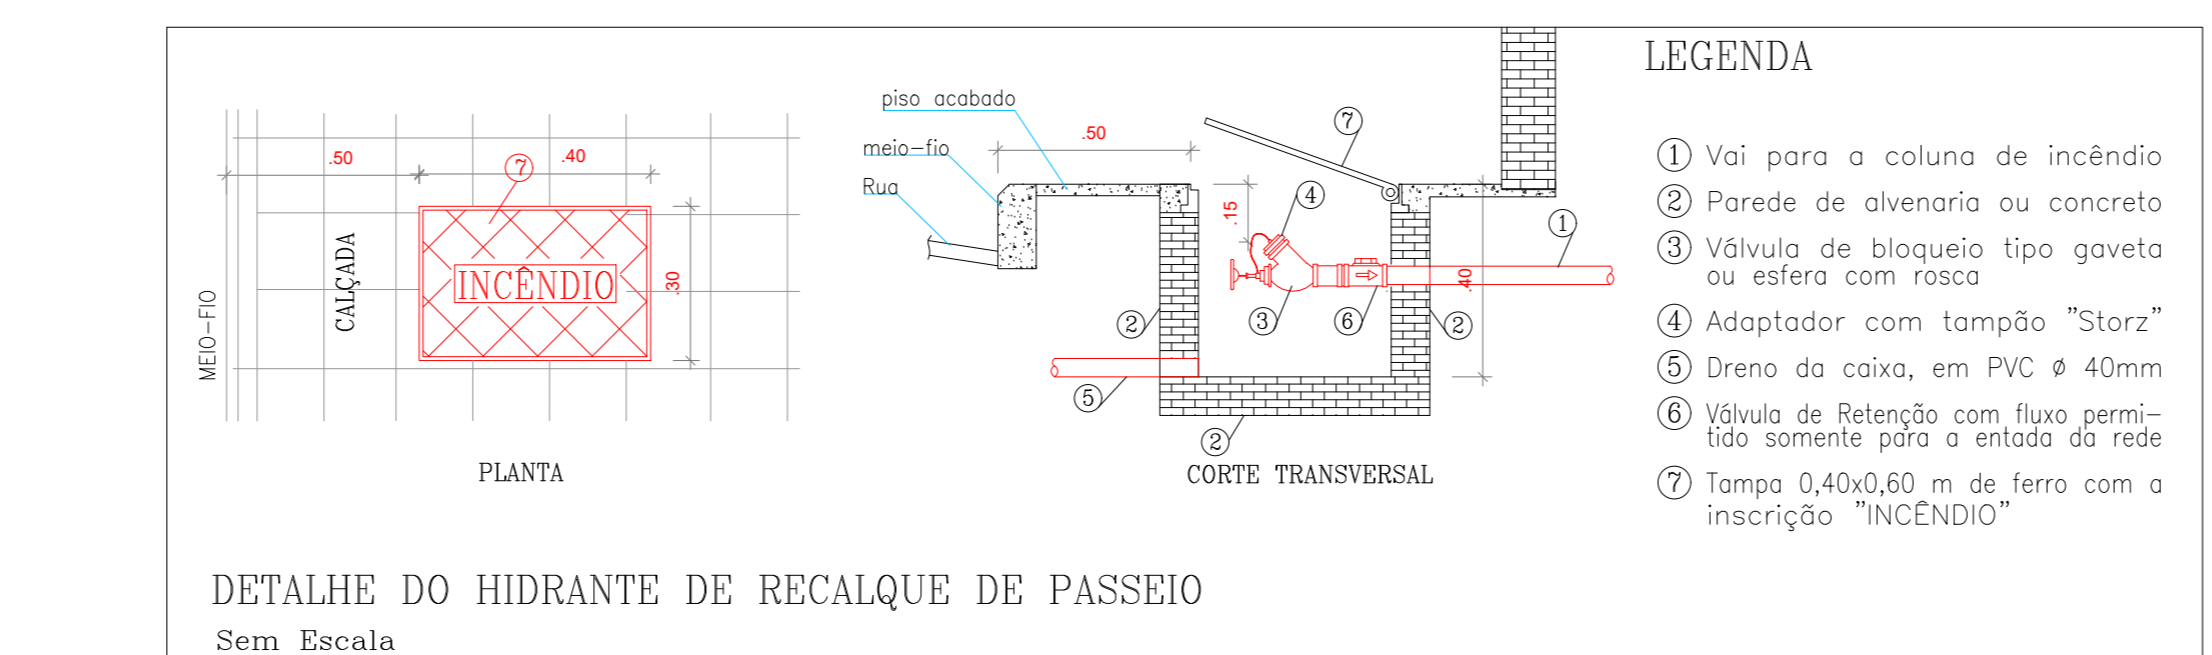 .50
.40
7
INCÊNDIO
.30
CALÇADA
MEIO-FIO
PLANTA
piso acabado
meio-fio
Rua
.50
7
4
.15
1
.40
2
3
6
2
5
2
CORTE TRANSVERSAL
LEGENDA
1 Vai para a coluna de incêndio
2 Parede de alvenaria ou concreto
3 Válvula de bloqueio tipo gaveta
ou esfera com rosca
4 Adaptador com tampão "Storz"
5 Dreno da caixa, em PVC ø 40mm
6 Válvula de Retenção com fluxo permi-
tido somente para a entada da rede
7 Tampa 0,40x0,60 m de ferro com a
inscrição "INCÊNDIO"
DETALHE DO HIDRANTE DE RECALQUE DE PASSEIO
Sem Escala